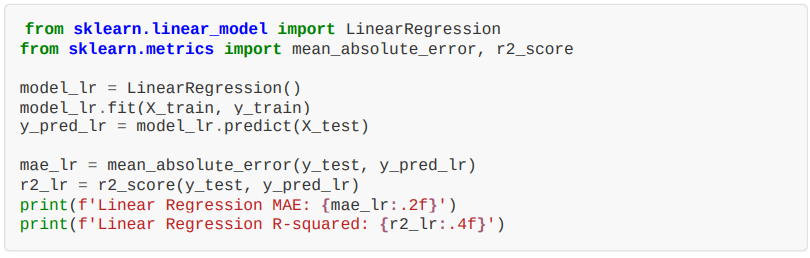 from sklearn.linear_model import LinearRegression
from sklearn.metrics import mean_absolute_error, r2_score
model_lr = LinearRegression()
model_lr.fit(X_train, y_train)
y_pred_lr = model_lr.predict(X_test)
mae_lr = mean_absolute_error(y_test, y_pred_lr)
r2_lr = r2_score(y_test, y_pred_lr)
print(f'Linear Regression MAE: {mae_lr:.2f}')
print(f'Linear Regression R-squared: {r2_lr:.4f}')